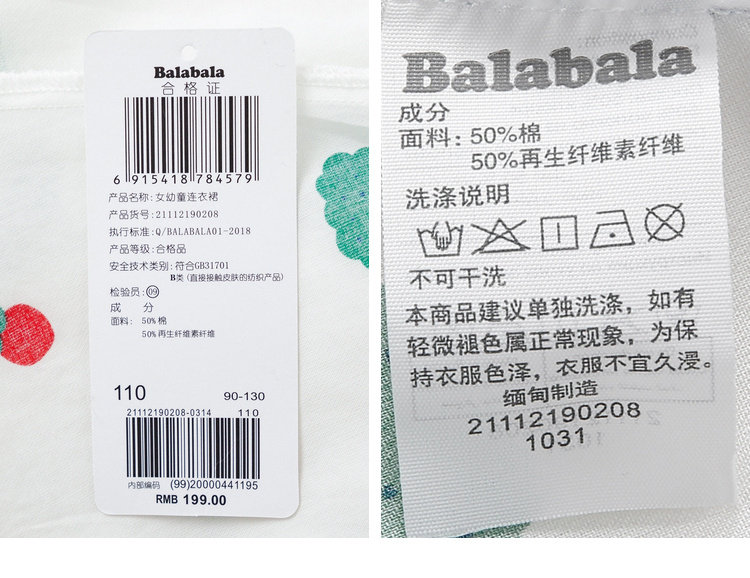 Balabala
合格证
6 915418 784579
产品名称: 女幼童连衣裙
产品货号: 21112190208
执行标准: Q/BALABALA01-2018
产品等级: 合格品
安全技术类别: 符合GB31701
B类 (直接接触皮肤的纺织产品)
检验员: 09
成 分
面料: 50%棉
50%再生纤维素纤维
110 90-130
21112190208-0314 110
内部编码 (99)20000441195
RMB 199.00
Balabala
成分
面料: 50%棉
50%再生纤维素纤维
洗涤说明
不可干洗
本商品建议单独洗涤，如有
轻微褪色属正常现象，为保
持衣服色泽，衣服不宜久浸。
缅甸制造
21112190208
1031